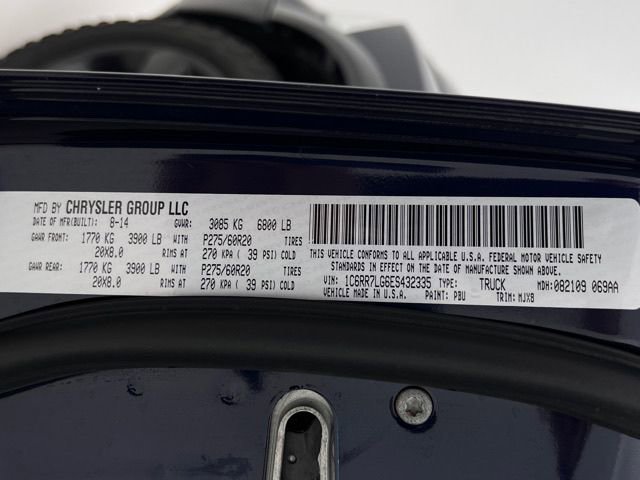 MFD BY CHRYSLER GROUP LLC
DATE OF MFR(BUILT): 8-14 GVWR: 3085 KG 6800 LB
GAWR FRONT: 1770 KG 3900 LB WITH P275/60R20 TIRES
20X8.0 RIMS AT 270 KPA ( 39 PSI) COLD
GAWR REAR: 1770 KG 3900 LB WITH P275/60R20 TIRES
20X8.0 RIMS AT 270 KPA ( 39 PSI) COLD
THIS VEHICLE CONFORMS TO ALL APPLICABLE U.S.A. FEDERAL MOTOR VEHICLE SAFETY
STANDARDS IN EFFECT ON THE DATE OF MANUFACTURE SHOWN ABOVE.
VIN: 1C6RR7LG6ES432335 TYPE: TRUCK MDH: 082109 069AA
VEHICLE MADE IN U.S.A. PAINT: PBU TRIM: MJX9